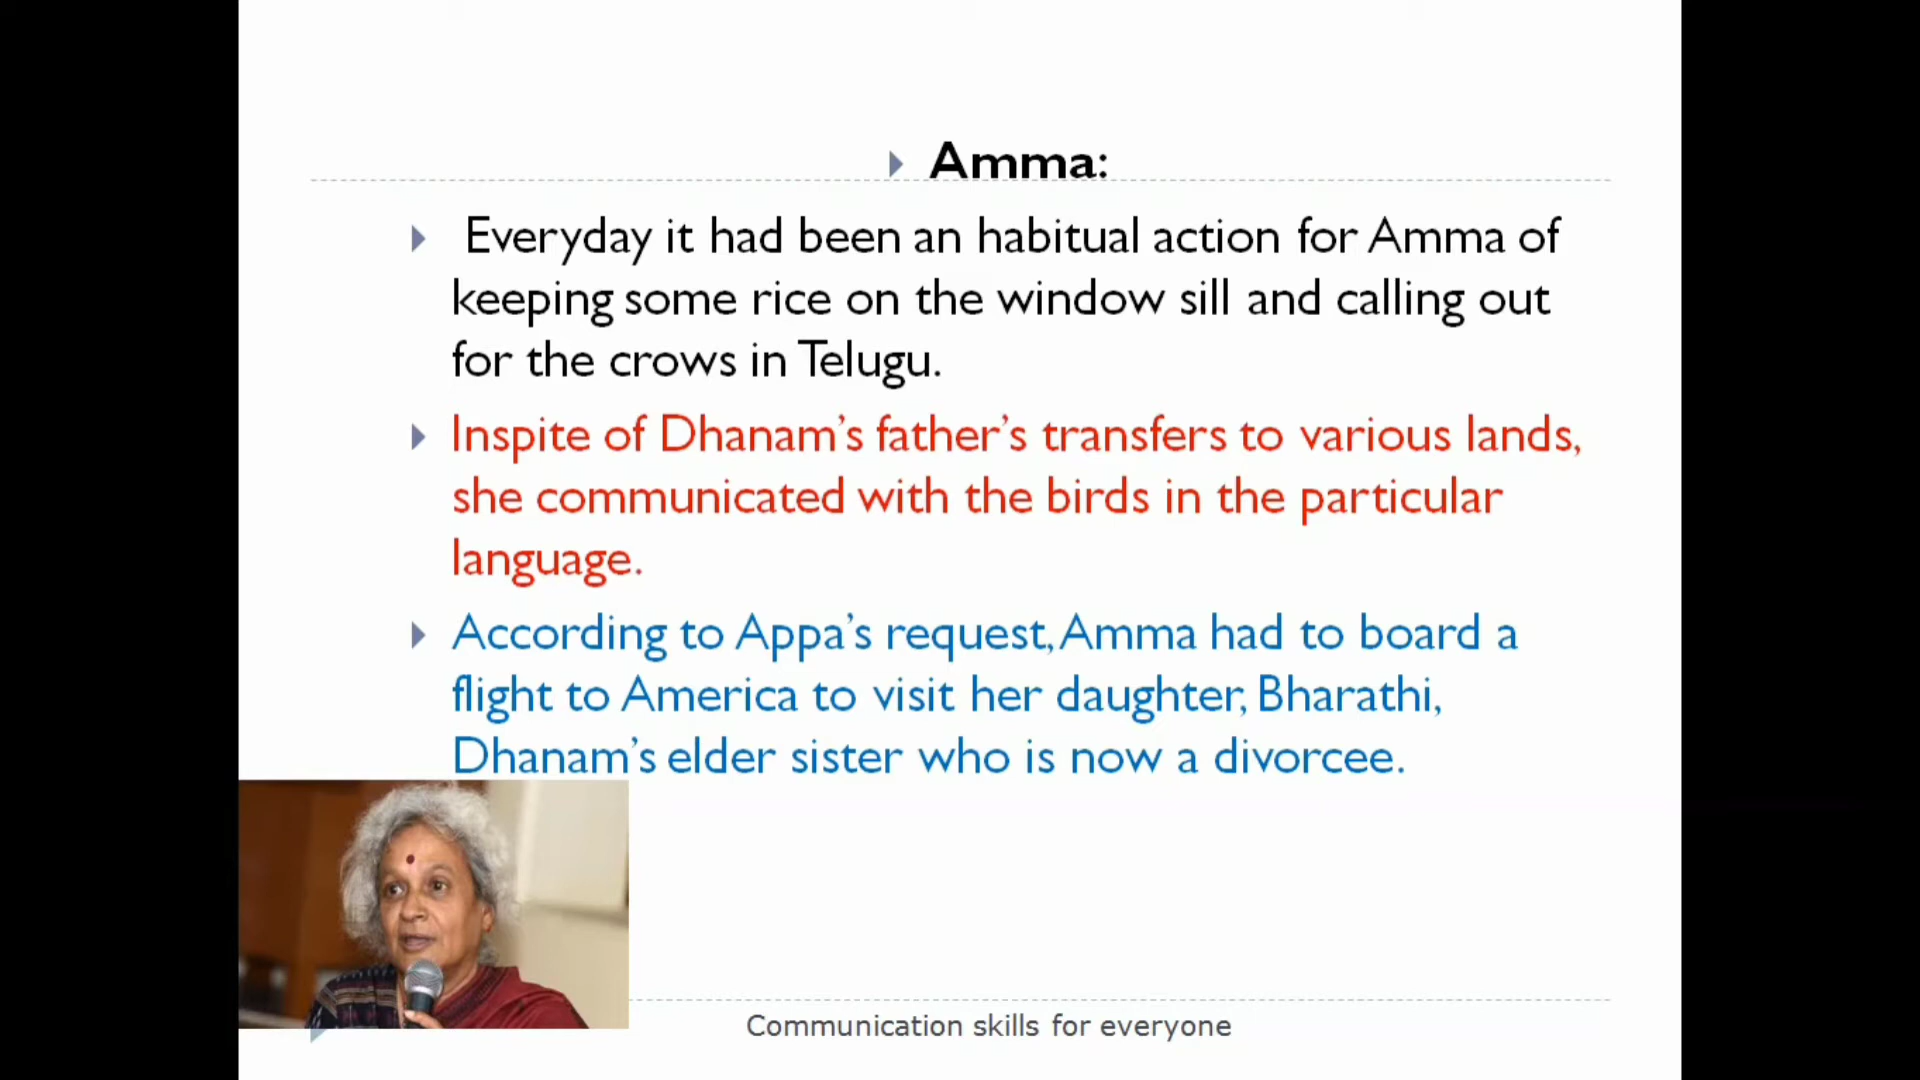 Amma:
Everyday it had been an habitual action for Amma of
keeping some rice on the window sill and calling out
for the crows in Telugu.
Inspite of Dhanam’s father’s transfers to various lands,
she communicated with the birds in the particular
language.
According to Appa’s request, Amma had to board a
flight to America to visit her daughter, Bharathi,
Dhanam’s elder sister who is now a divorcee.
Communication skills for everyone